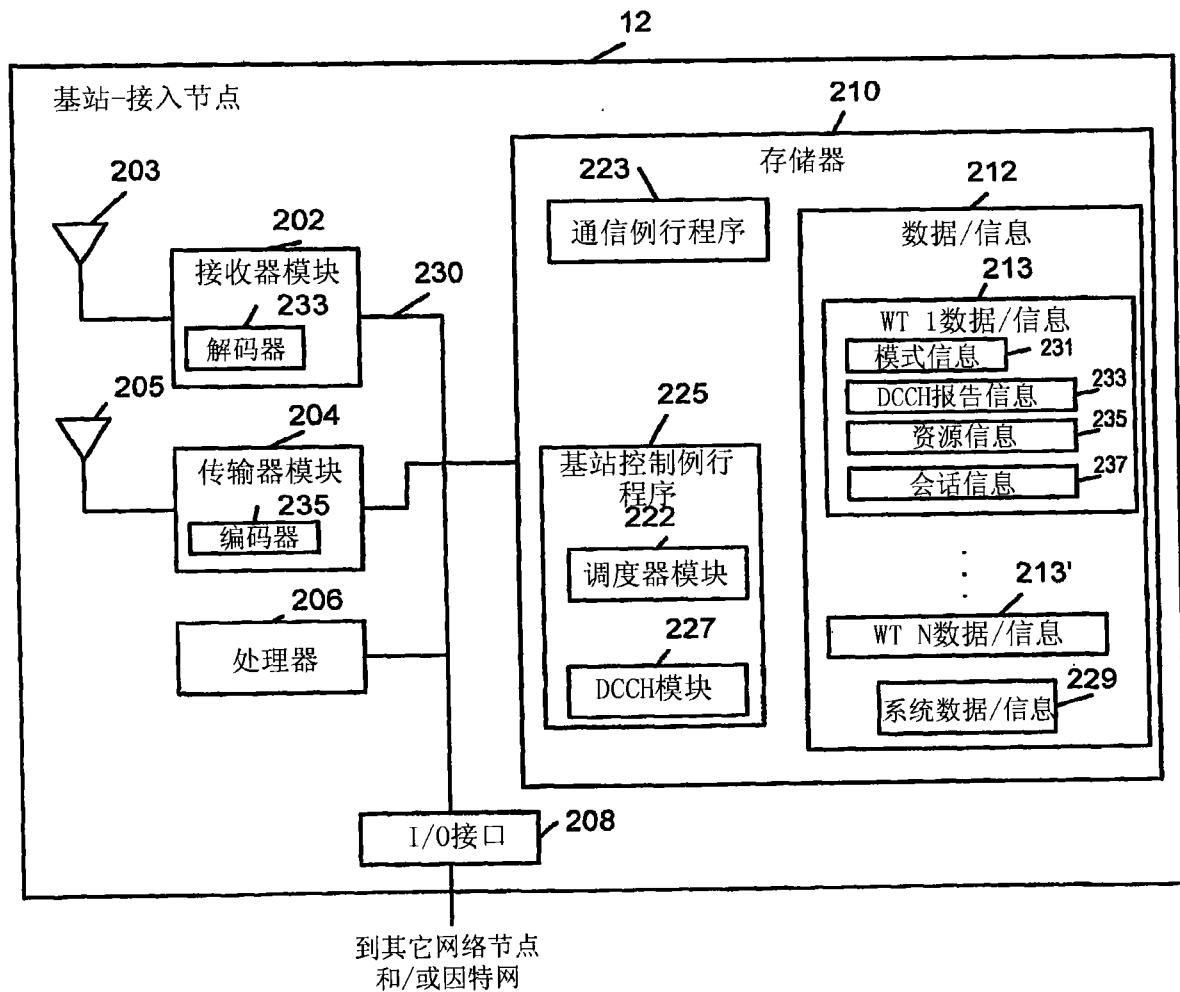 12
基站-接入节点
210
存储器
203
223
212
202
通信例行程序
数据/信息
接收器模块
230
213
233
WT 1数据/信息
解码器
模式信息
231
DCCH报告信息
233
205
225
资源信息
235
204
基站控制例行
程序
会话信息
237
传输器模块
235
222
编码器
调度器模块
213'
206
227
WT N数据/信息
处理器
DCCH模块
229
系统数据/信息
I/O接口
208
到其它网络节点
和/或因特网